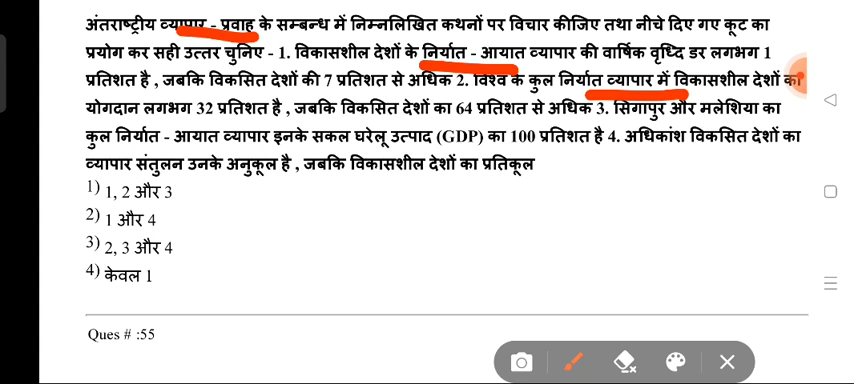 अंतराष्ट्रीय व्यापार - प्रवाह के सम्बन्ध में निम्नलिखित कथनों पर विचार कीजिए तथा नीचे दिए गए कूट का
प्रयोग कर सही उत्तर चुनिए - 1. विकासशील देशों के निर्यात - आयात व्यापार की वार्षिक वृध्दि डर लगभग 1
प्रतिशत है , जबकि विकसित देशों की 7 प्रतिशत से अधिक 2. विश्व के कुल निर्यात व्यापार में विकासशील देशों का
योगदान लगभग 32 प्रतिशत है , जबकि विकसित देशों का 64 प्रतिशत से अधिक 3. सिंगापुर और मलेशिया का
कुल निर्यात - आयात व्यापार इनके सकल घरेलू उत्पाद (GDP) का 100 प्रतिशत है 4. अधिकांश विकसित देशों का
व्यापार संतुलन उनके अनुकूल है , जबकि विकासशील देशों का प्रतिकूल
1) 1, 2 और 3
2) 1 और 4
3) 2, 3 और 4
4) केवल 1
Ques # :55